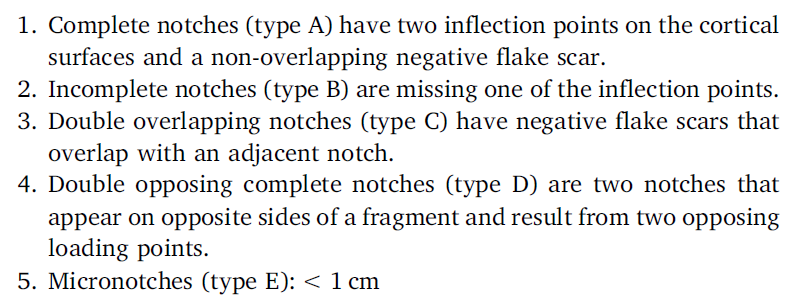 1. Complete notches (type A) have two inflection points on the cortical
surfaces and a non-overlapping negative flake scar.
2. Incomplete notches (type B) are missing one of the inflection points.
3. Double overlapping notches (type C) have negative flake scars that
overlap with an adjacent notch.
4. Double opposing complete notches (type D) are two notches that
appear on opposite sides of a fragment and result from two opposing
loading points.
5. Micronotches (type E): < 1 cm